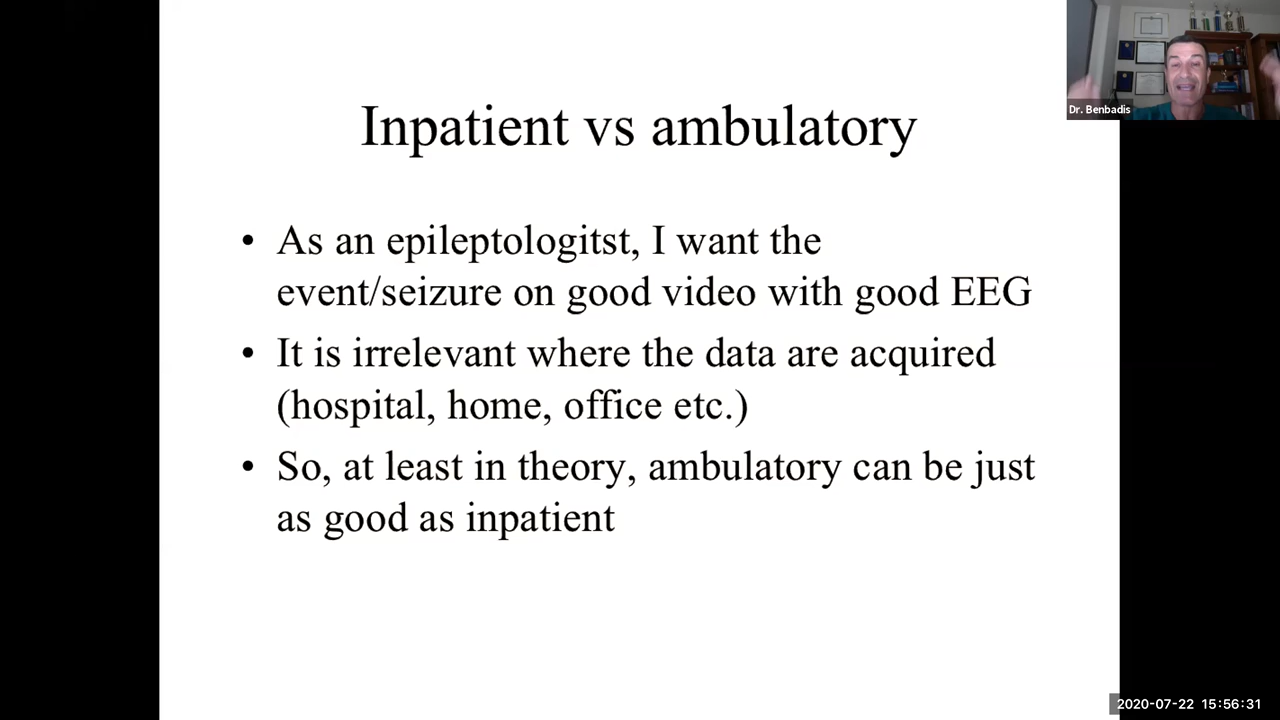 Inpatient vs ambulatory
Dr. Benbadis
• As an epileptologitst, I want the
event/seizure on good video with good EEG
• It is irrelevant where the data are acquired
(hospital, home, office etc.)
• So, at least in theory, ambulatory can be just
as good as inpatient
2020-07-22 15:56:31